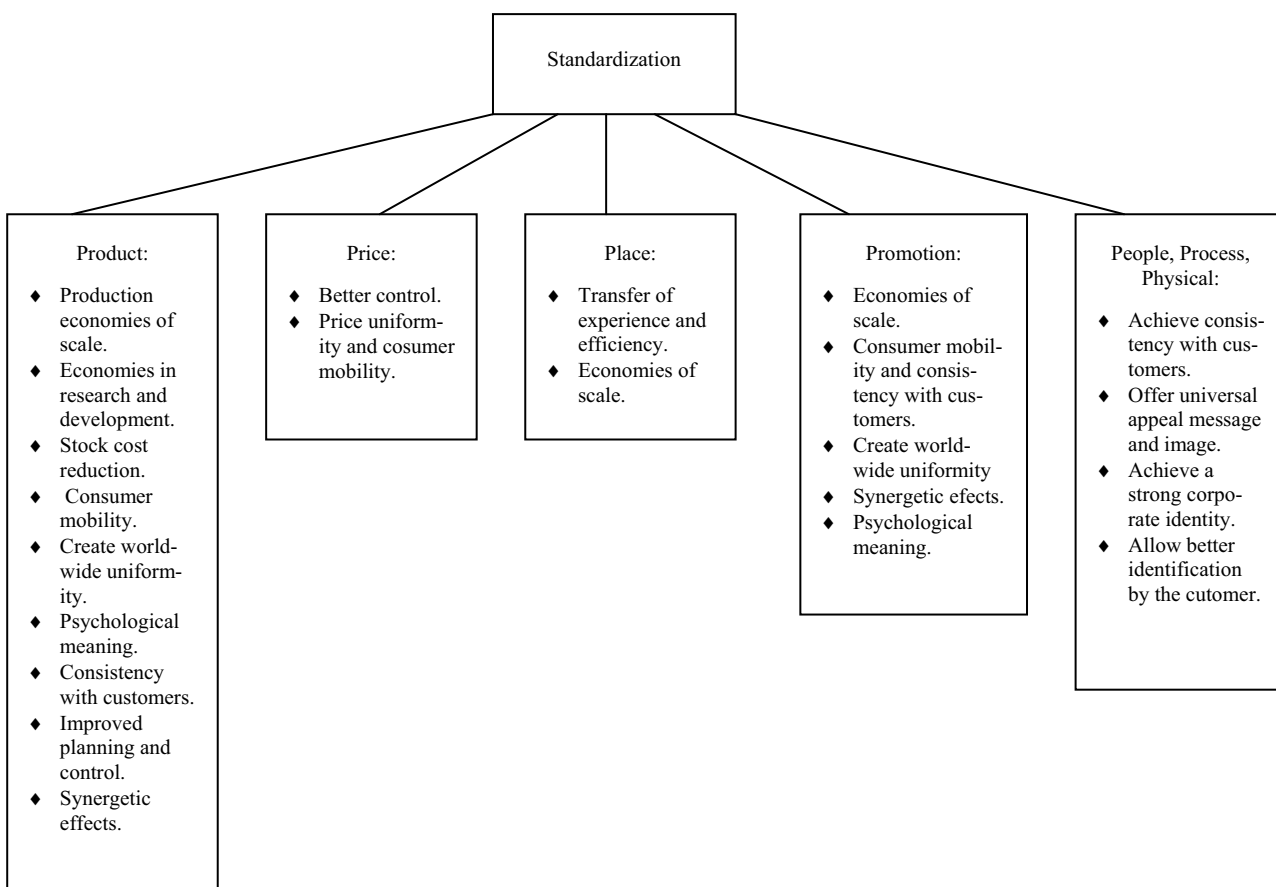 Standardization
Product:
♦ Production
economies of
scale.
♦ Economies in
research and
development.
♦ Stock cost
reduction.
♦ Consumer
mobility.
♦ Create world-
wide uniform-
ity.
♦ Psychological
meaning.
♦ Consistency
with customers.
♦ Improved
planning and
control.
♦ Synergetic
effects.
Price:
♦ Better control.
♦ Price uniform-
ity and cosumer
mobility.
Place:
♦ Transfer of
experience and
efficiency.
♦ Economies of
scale.
Promotion:
♦ Economies of
scale.
♦ Consumer mobil-
ity and consis-
tency with cus-
tomers.
♦ Create world-
wide uniformity
♦ Synergetic efects.
♦ Psychological
meaning.
People, Process,
Physical:
♦ Achieve consis-
tency with cus-
tomers.
♦ Offer universal
appeal message
and image.
♦ Achieve a
strong corpo-
rate identity.
♦ Allow better
identification
by the cutomer.